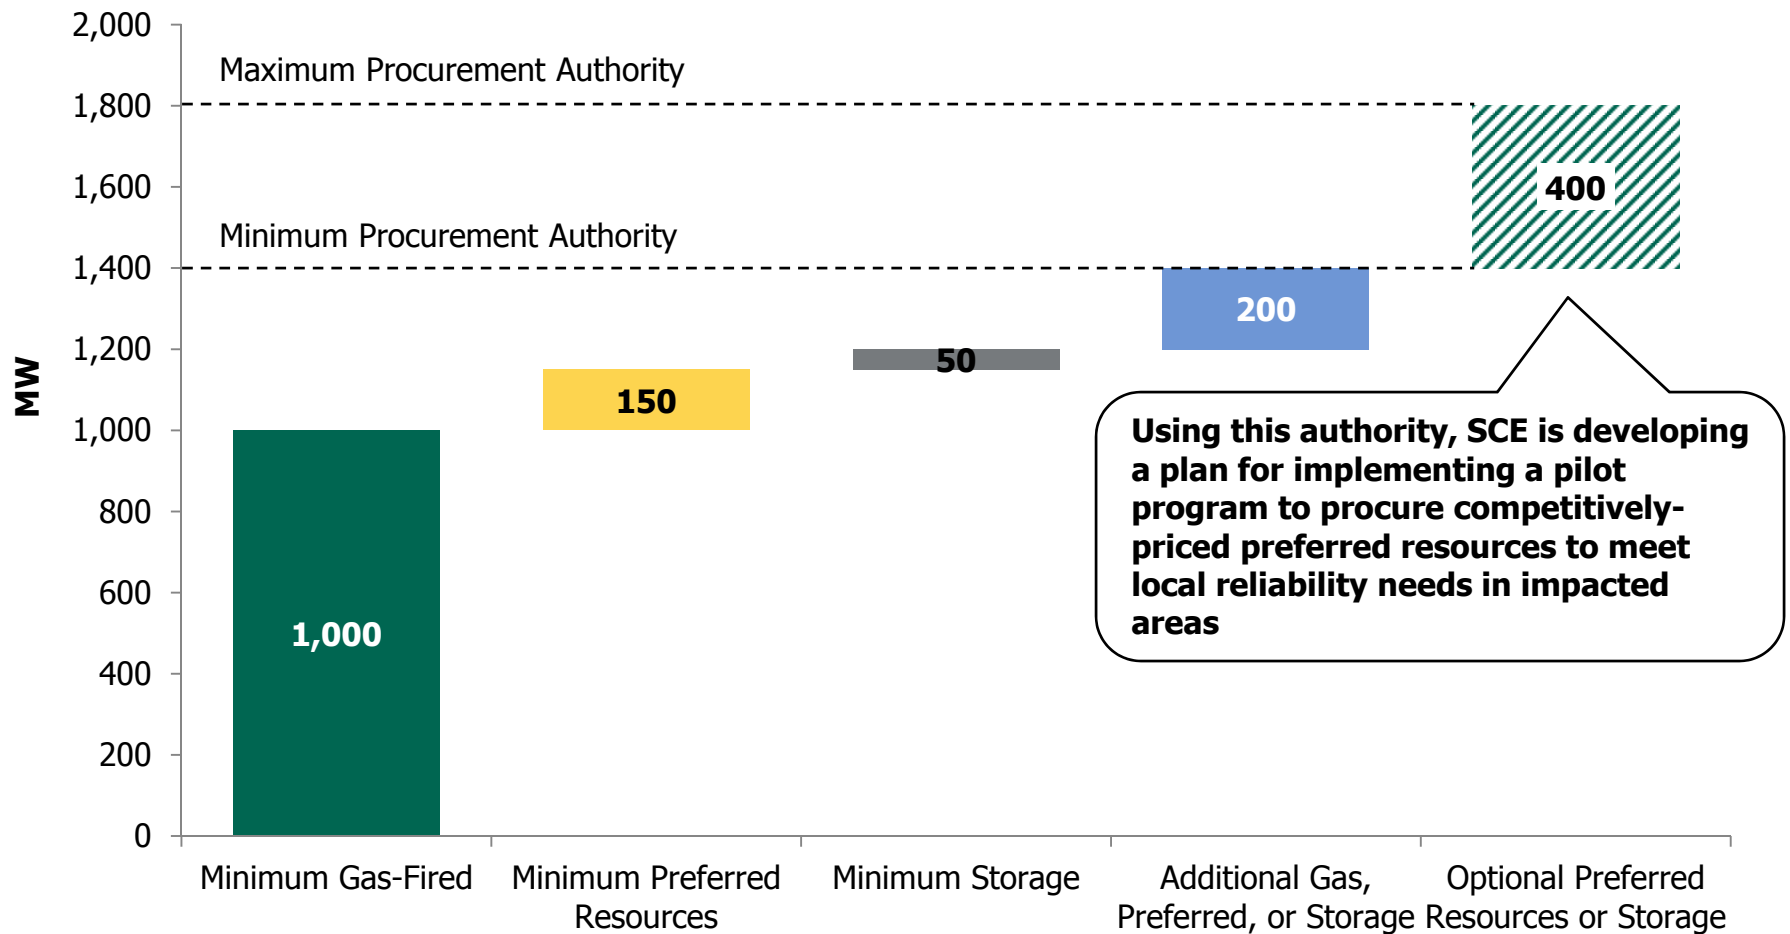 2,000
Maximum Procurement Authority
1,800
1,600
400
Minimum Procurement Authority
1,400
200
1,200
50
MW
150
1,000
Using this authority, SCE is developing
a plan for implementing a pilot
program to procure competitively-
priced preferred resources to meet
local reliability needs in impacted
areas
800
600
1,000
400
200
0
Minimum Gas-Fired
Minimum Preferred
Resources
Minimum Storage
Additional Gas,
Preferred, or Storage
Optional Preferred
Resources or Storage